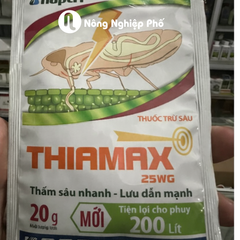 Nông Nghiệp Phố
THUỐC TRỪ SÂU
THIAMAX
25WG
Thấm sâu nhanh - Lưu dẫn mạnh
20g
MỚI
Tiện lợi cho phuy
200 Lít